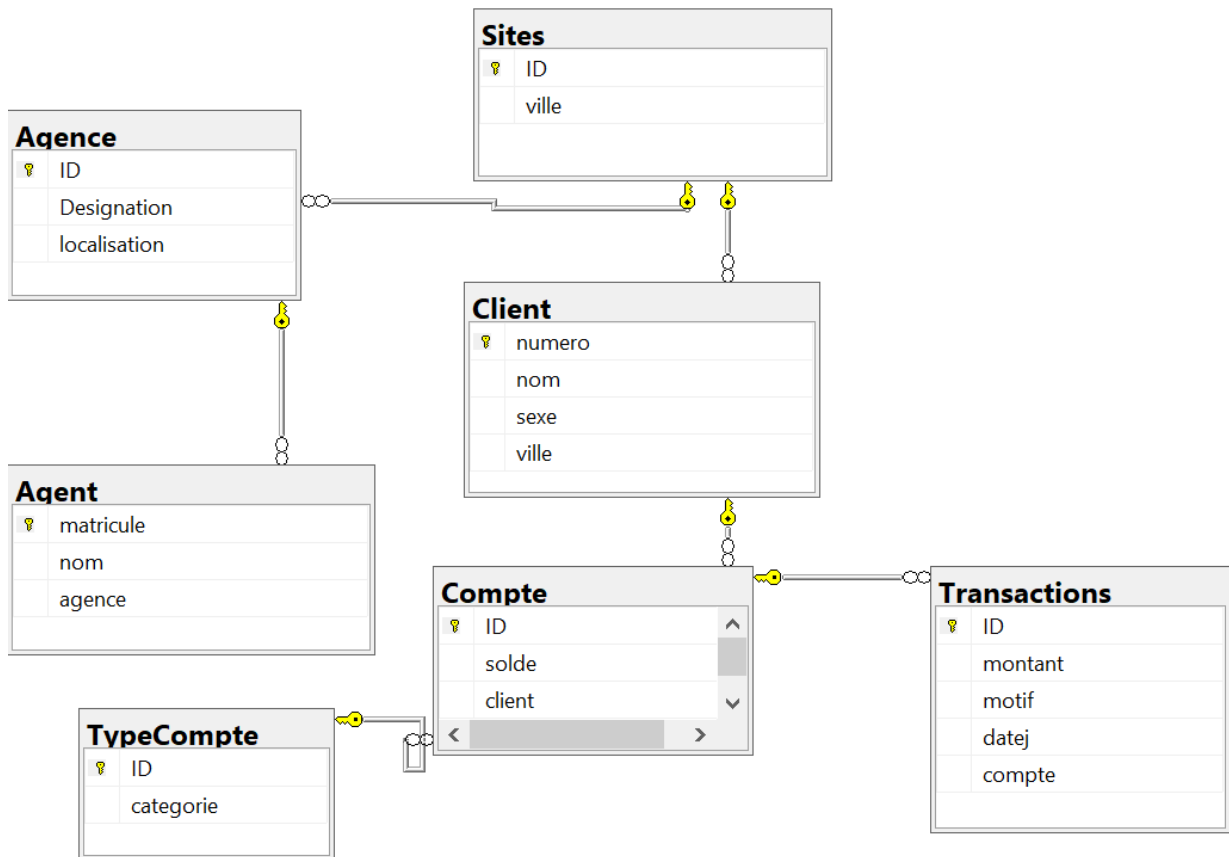 Sites
ID
ville
Agence
ID
Designation
localisation
Client
numero
nom
sexe
ville
Agent
matricule
nom
agence
Compte
ID
solde
client
Transactions
ID
montant
motif
datej
compte
TypeCompte
ID
categorie